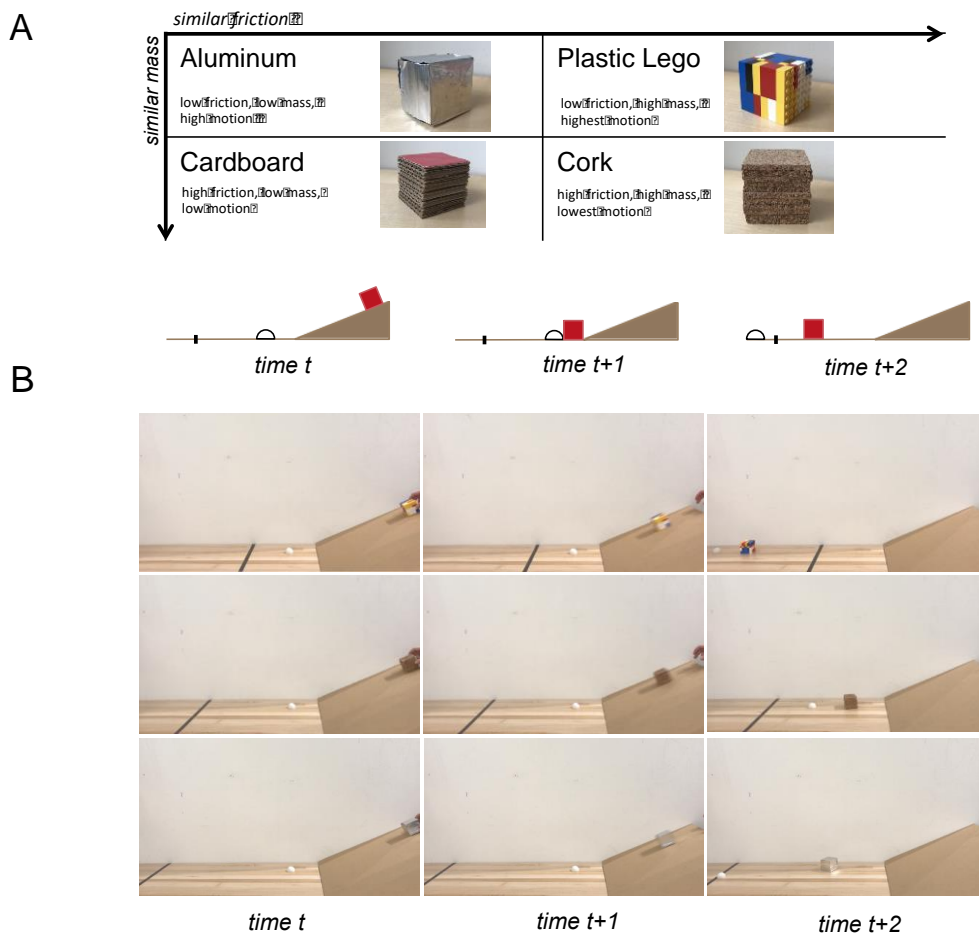 A
similar friction
similar mass
Aluminum
low friction, low mass,
high motion
Plastic Lego
low friction, high mass,
highest motion
Cardboard
high friction, low mass,
low motion
Cork
high friction, high mass,
lowest motion
time t
time t+1
time t+2
B
time t
time t+1
time t+2